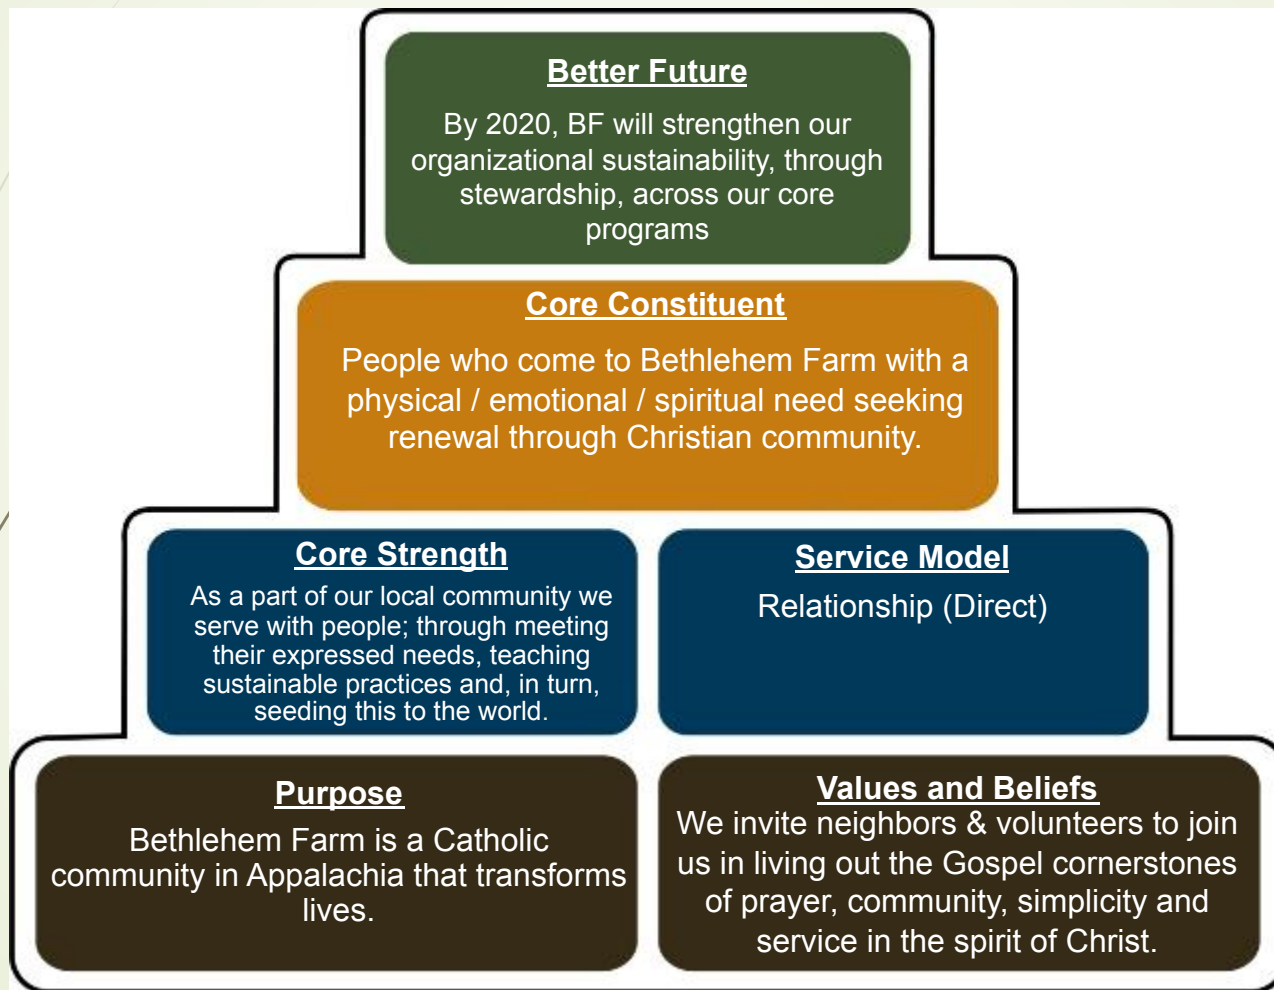 Better Future
By 2020, BF will strengthen our
organizational sustainability, through
stewardship, across our core
programs
Core Constituent
People who come to Bethlehem Farm with a
physical / emotional / spiritual need seeking
renewal through Christian community.
Core Strength
As a part of our local community we
serve with people; through meeting
their expressed needs, teaching
sustainable practices and, in turn,
seeding this to the world.
Service Model
Relationship (Direct)
Purpose
Bethlehem Farm is a Catholic
community in Appalachia that transforms
lives.
Values and Beliefs
We invite neighbors & volunteers to join
us in living out the Gospel cornerstones
of prayer, community, simplicity and
service in the spirit of Christ.